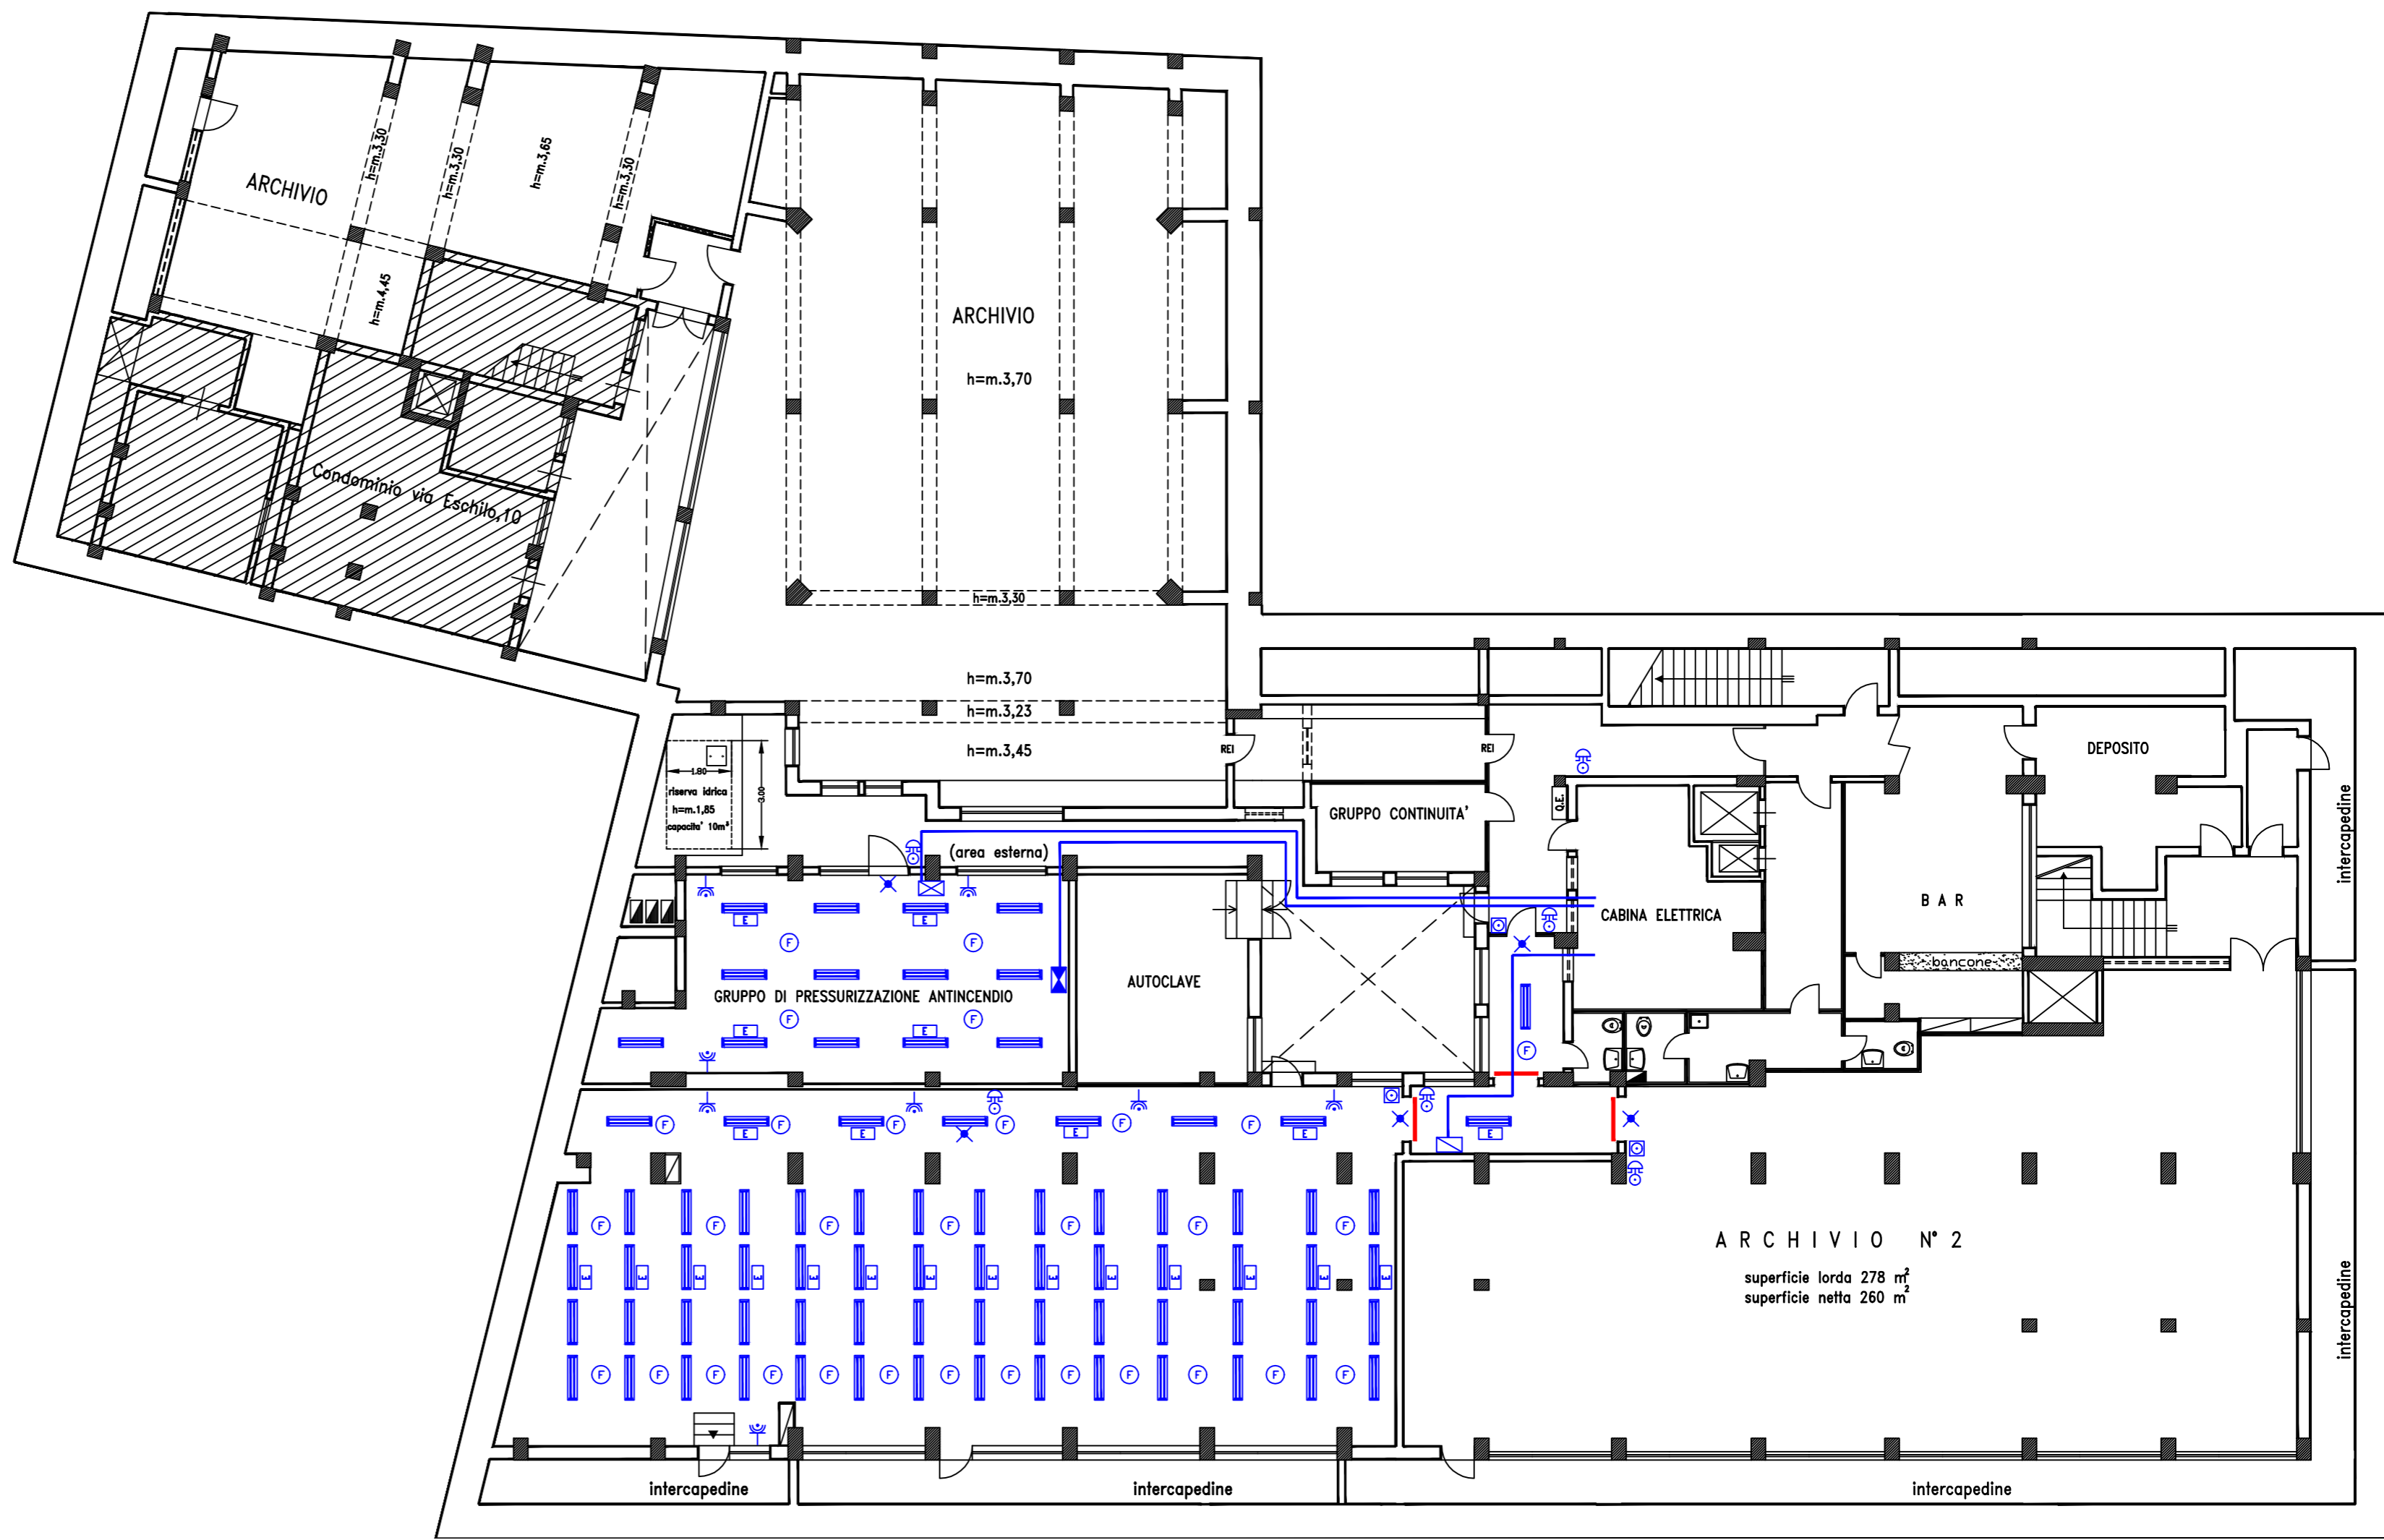 h=m.3,30
h=m.3,30
h=m.3,65
h=m.3,30
ARCHIVIO
h=m.4,45
ARCHIVIO
h=m.3,70
Condominio via Eschilo,10
h=m.3,30
h=m.3,70
h=m.3,23
h=m.3,45
REI
REI
1.80
3.00
riserva idrica
h=m.1,85
capacita' 10m³
DEPOSITO
Q.E.
GRUPPO CONTINUITA'
(area esterna)
intercapedine
CABINA ELETTRICA
BAR
E
E
F
F
bancone
AUTOCLAVE
GRUPPO DI PRESSURIZZAZIONE ANTINCENDIO
F
F
E
E
F
F
F
F
F
F
F
E
E
E
E
E
F
F
F
F
F
F
F
ARCHIVIO N° 2
superficie lorda 278 m²
superficie netta 260 m²
E
E
E
E
E
E
E
E
E
E
E
E
E
E
intercapedine
F
F
F
F
F
F
F
F
F
F
F
F
F
intercapedine
intercapedine
intercapedine